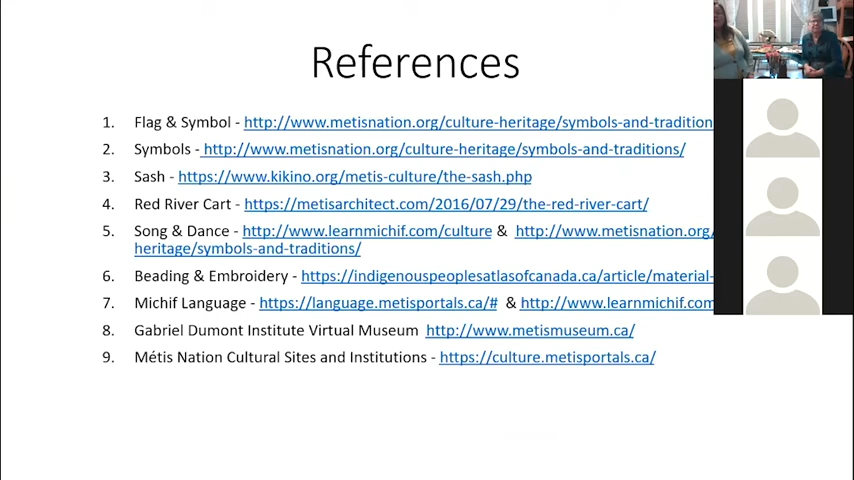 References
1. Flag & Symbol - http://www.metisnation.org/culture-heritage/symbols-and-tradition
2. Symbols - http://www.metisnation.org/culture-heritage/symbols-and-traditions/
3. Sash - https://www.kikino.org/metis-culture/the-sash.php
4. Red River Cart - https://metisarchitect.com/2016/07/29/the-red-river-cart/
5. Song & Dance - http://www.learnmichif.com/culture & http://www.metisnation.org/
heritage/symbols-and-traditions/
6. Beading & Embroidery - https://indigenouspeoplesatlasofcanada.ca/article/material-
7. Michif Language - https://language.metisportals.ca/# & http://www.learnmichif.com
8. Gabriel Dumont Institute Virtual Museum http://www.metismuseum.ca/
9. Métis Nation Cultural Sites and Institutions - https://culture.metisportals.ca/